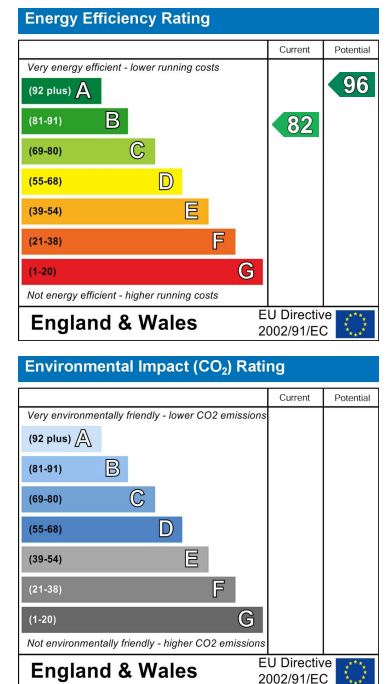 Energy Efficiency Rating
Current Potential
Very energy efficient - lower running costs
(92 plus) A
96
(81-91) B
82
(69-80) C
(55-68) D
(39-54) E
(21-38) F
(1-20) G
Not energy efficient - higher running costs
England & Wales
EU Directive
2002/91/EC
Environmental Impact (CO₂) Rating
Current Potential
Very environmentally friendly - lower CO2 emissions
(92 plus) A
(81-91) B
(69-80) C
(55-68) D
(39-54) E
(21-38) F
(1-20) G
Not environmentally friendly - higher CO2 emissions
England & Wales
EU Directive
2002/91/EC